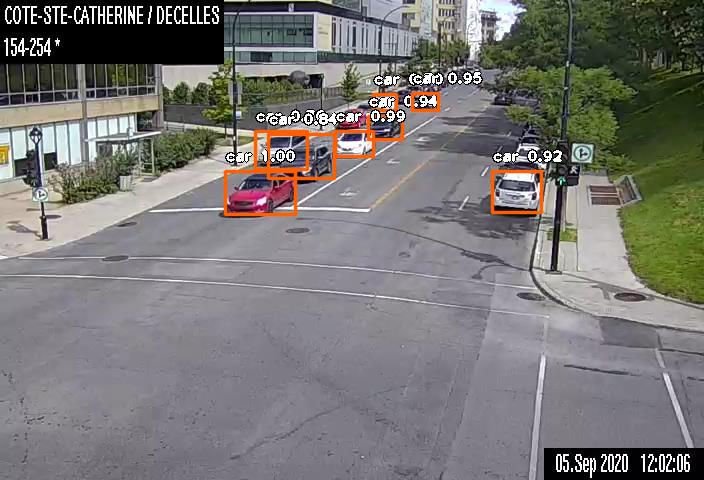 COTE-STE-CATHERINE / DECELLES
154-254 *
car 0.95
car 0.94
car 0.99
car 1.00
car 0.92
05.Sep 2020 12:02:06